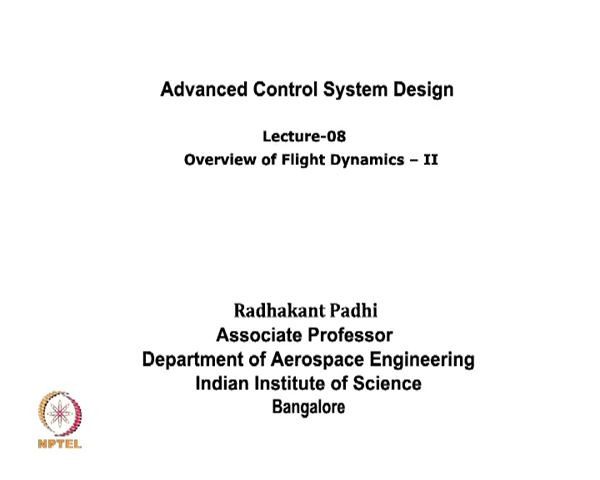 Advanced Control System Design
Lecture-08
Overview of Flight Dynamics – II
Radhakant Padhi
Associate Professor
Department of Aerospace Engineering
Indian Institute of Science
Bangalore
NPTEL